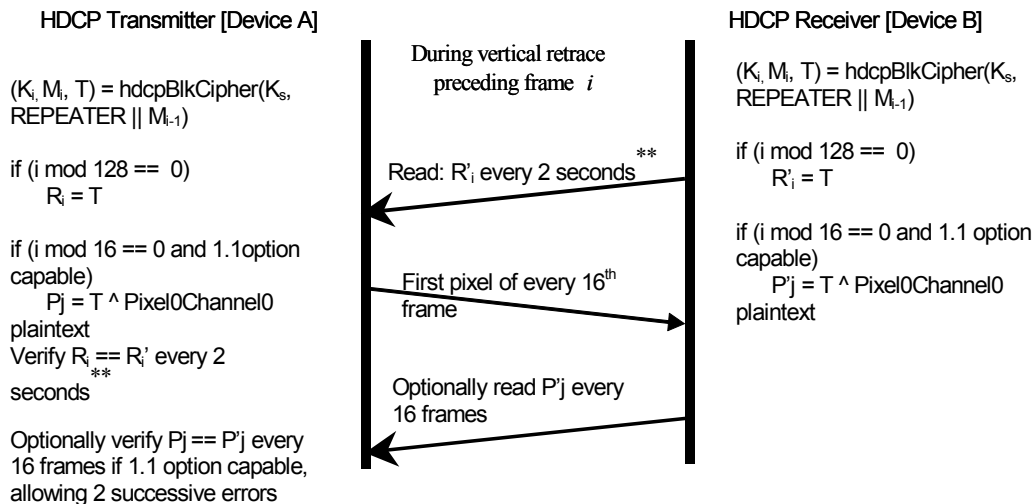 HDCP Transmitter [Device A]
(Ki, Mi, T) = hdcpBlkCipher(Ks,
REPEATER || Mi-1)
if (i mod 128 == 0)
Ri = T
if (i mod 16 == 0 and 1.1option
capable)
Pj = T ^ Pixel0Channel0
plaintext
Verify Ri == Ri' every 2
seconds**
Optionally verify Pj == P'j every
16 frames if 1.1 option capable,
allowing 2 successive errors
During vertical retrace
preceding frame i
Read: R'i every 2 seconds**
First pixel of every 16th
frame
Optionally read P'j every
16 frames
HDCP Receiver [Device B]
(Ki, Mi, T) = hdcpBlkCipher(Ks,
REPEATER || Mi-1)
if (i mod 128 == 0)
R'i = T
if (i mod 16 == 0 and 1.1 option
capable)
P'j = T ^ Pixel0Channel0
plaintext